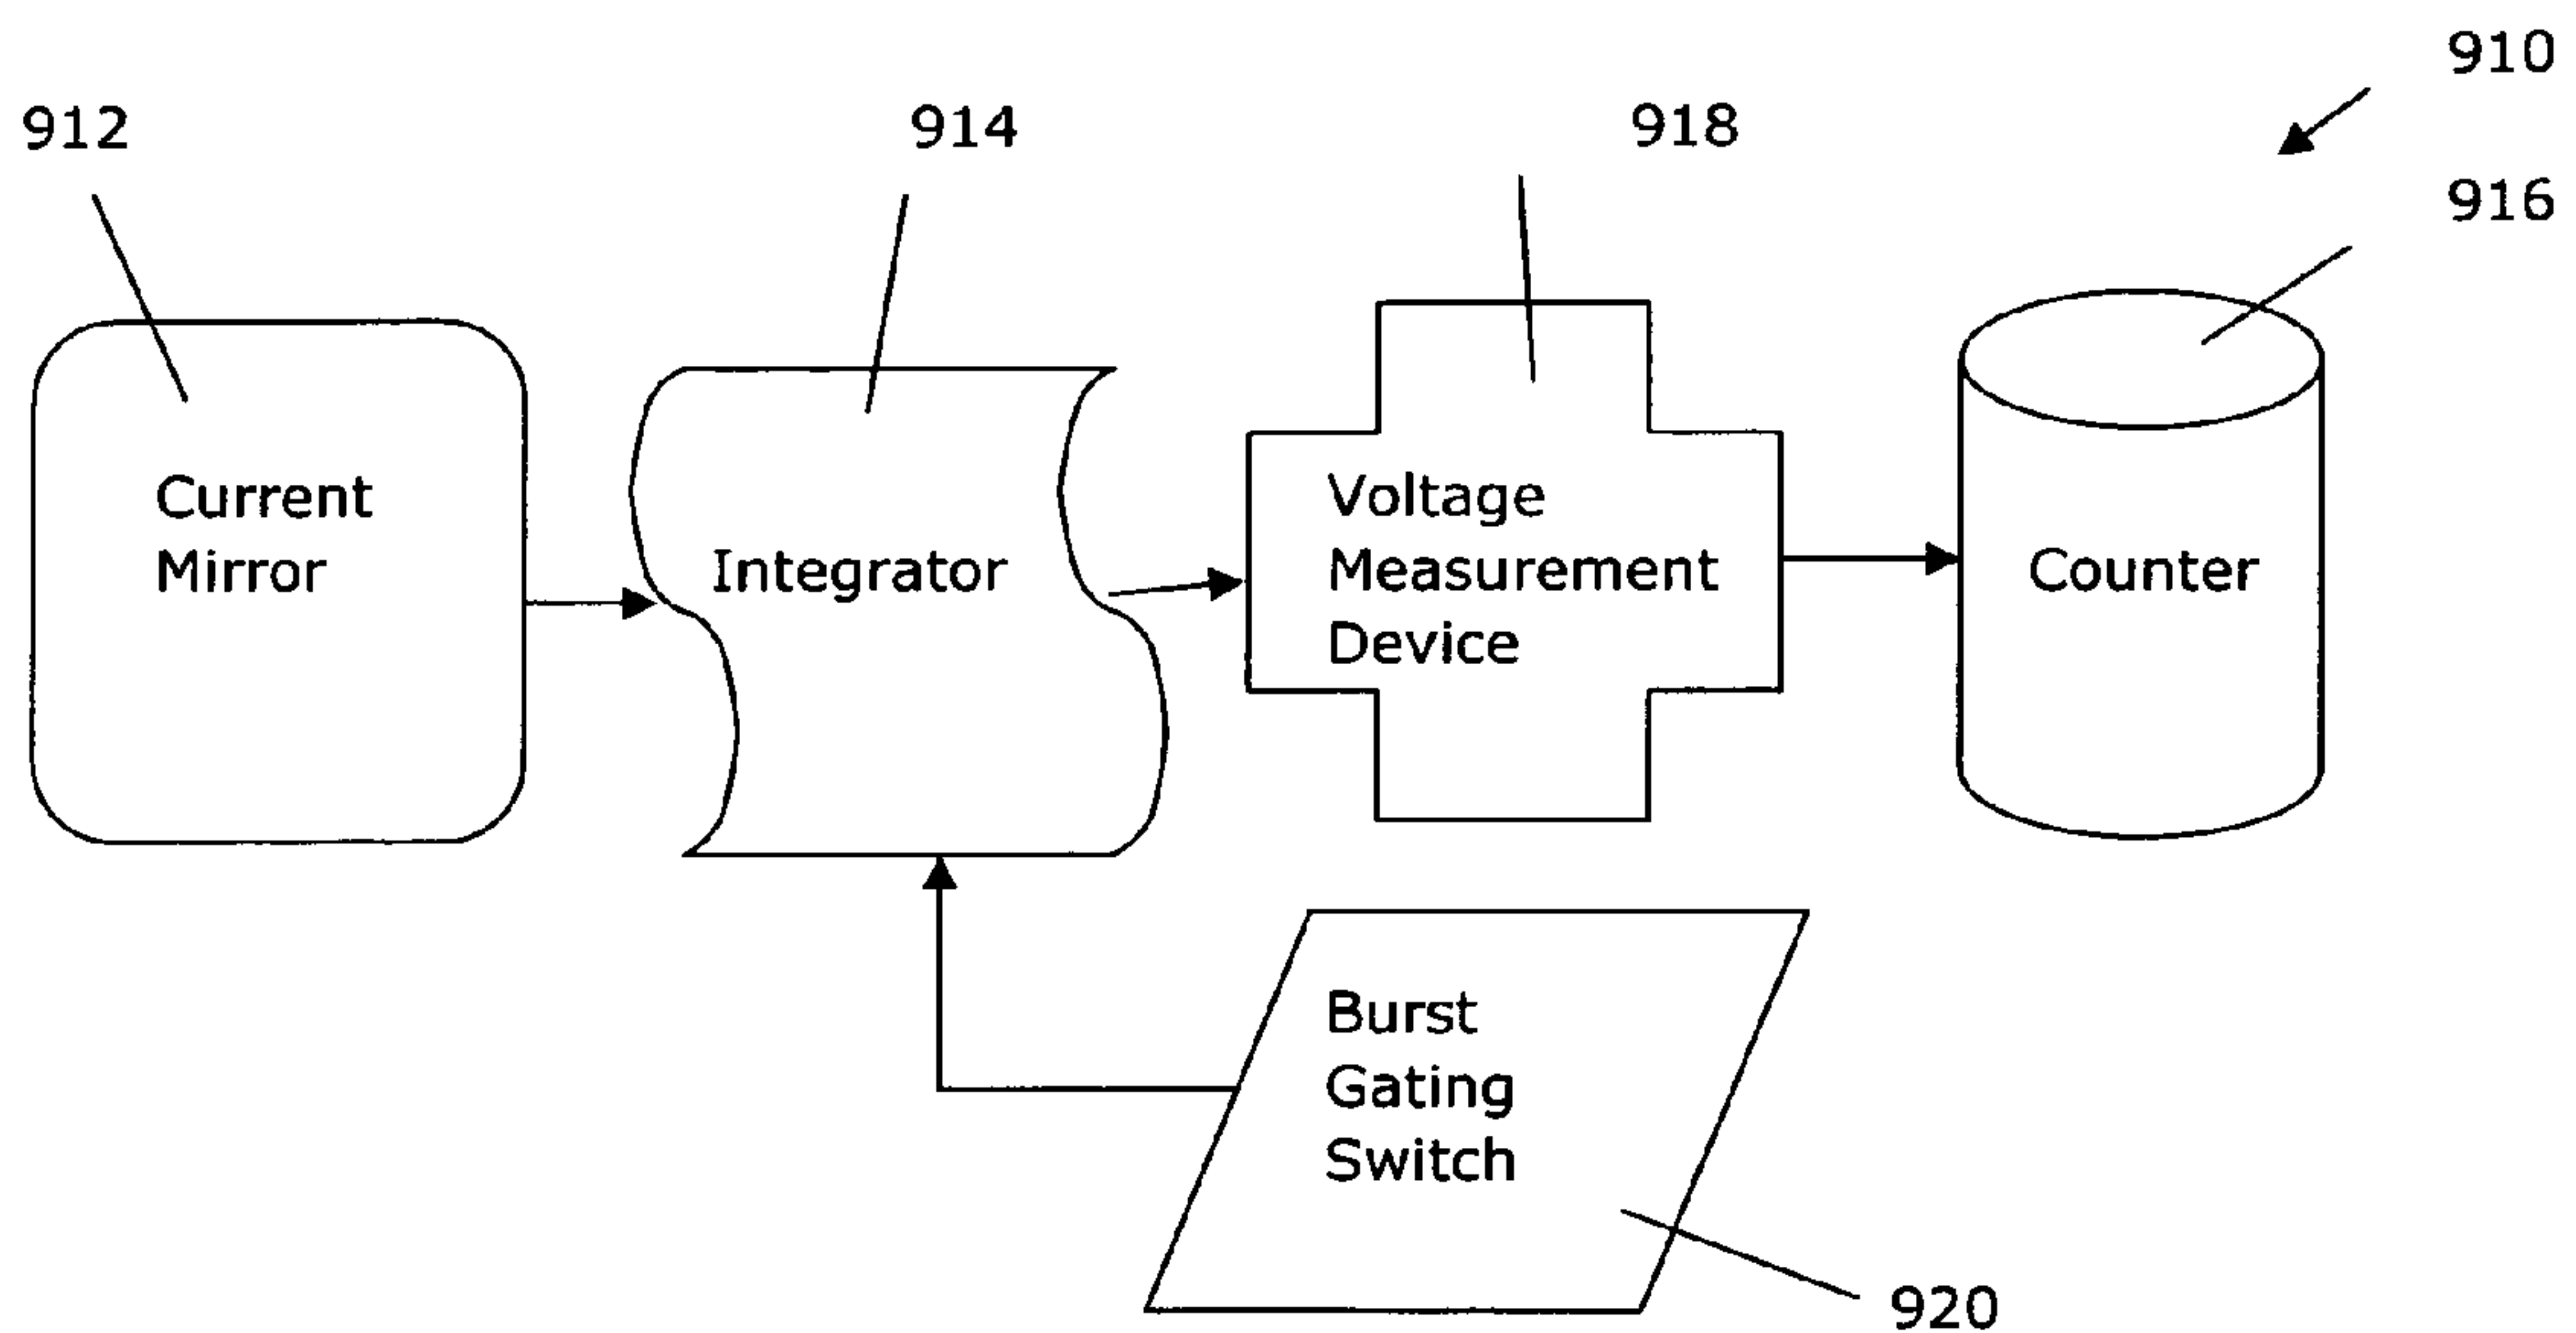 910
912
914
918
916
Current
Mirror
Integrator
Voltage
Measurement
Device
Counter
Burst
Gating
Switch
920